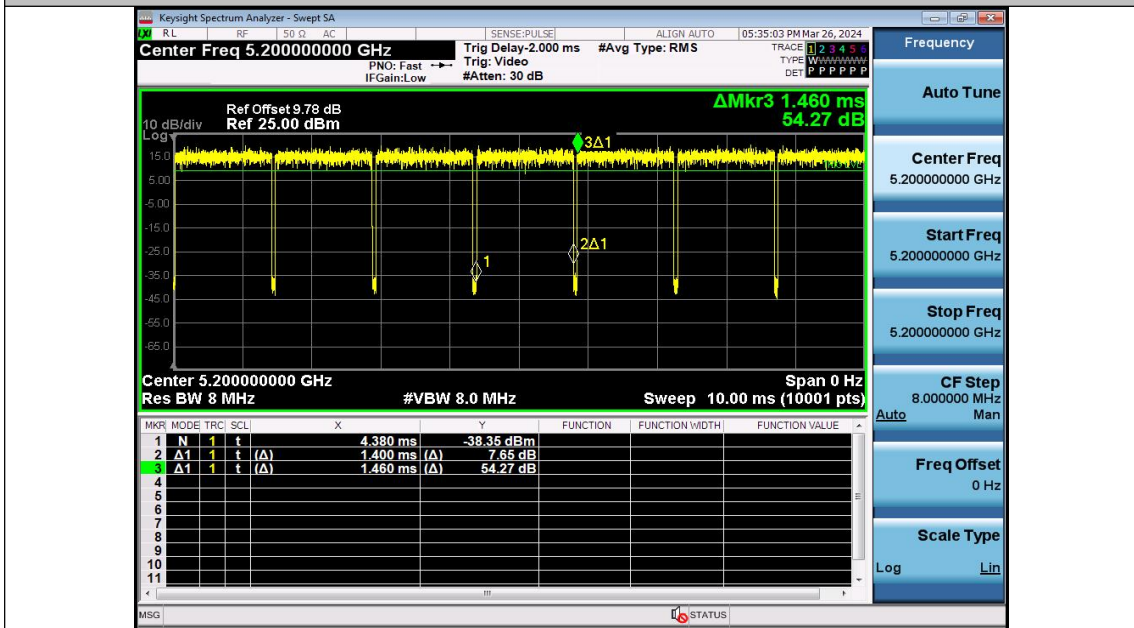 Keysight Spectrum Analyzer - Swept SA
LXI RL RF 50 Ω AC SENSE:PULSE ALIGN AUTO 05:35:03 PM Mar 26, 2024
Center Freq 5.200000000 GHz
PNO: Fast
IFGain:Low
Trig Delay-2.000 ms
Trig: Video
#Atten: 30 dB
#Avg Type: RMS
TRACE 1 2 3 4 5 6
TYPE WWWWWW
DET P P P P P P
ΔMkr3 1.460 ms
54.27 dB
Ref Offset 9.78 dB
10 dB/div Ref 25.00 dBm
Log
15.0
5.00
-5.00
-15.0
-25.0
-35.0
-45.0
-55.0
-65.0
3Δ1
2Δ1
1
Center 5.200000000 GHz Span 0 Hz
Res BW 8 MHz #VBW 8.0 MHz Sweep 10.00 ms (10001 pts)
MKR MODE TRC SCL X Y FUNCTION FUNCTION WIDTH FUNCTION VALUE
1 N 1 t 4.380 ms -38.35 dBm
2 Δ1 1 t (Δ) 1.400 ms (Δ) 7.65 dB
3 Δ1 1 t (Δ) 1.460 ms (Δ) 54.27 dB
4
5
6
7
8
9
10
11
MSG STATUS
Frequency
Auto Tune
Center Freq
5.200000000 GHz
Start Freq
5.200000000 GHz
Stop Freq
5.200000000 GHz
CF Step
8.000000 MHz
Auto Man
Freq Offset
0 Hz
Scale Type
Log Lin